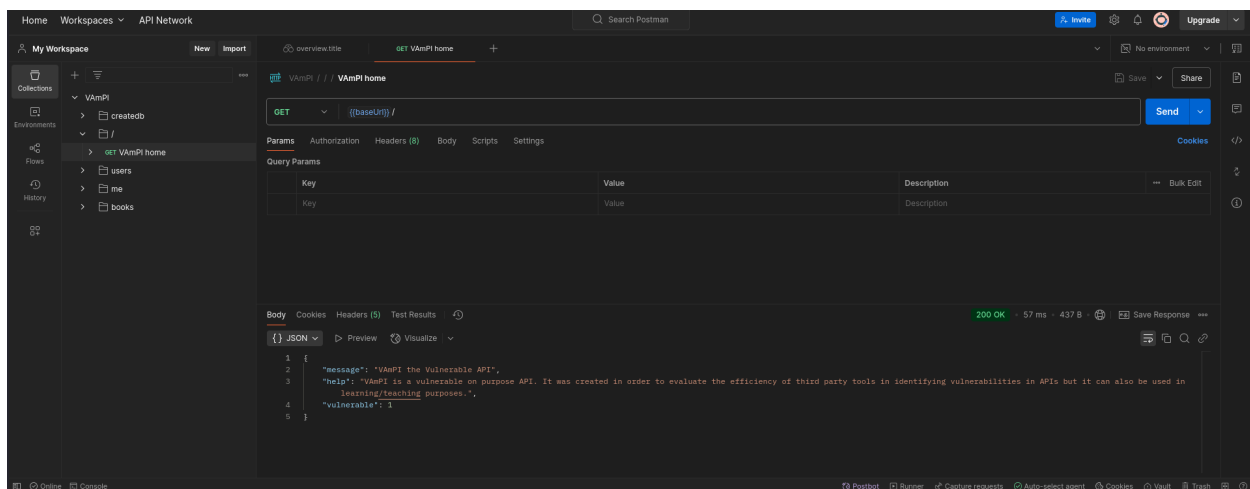 Home Workspaces API Network Search Postman Invite Upgrade
My Workspace New Import overview.title GET VAmPI home No environment
Collections
Environments
Flows
History
VAmPI
createdb
/
GET VAmPI home
users
me
books
VAmPI / / / VAmPI home Save Share
GET {{baseUrl}} / Send
Params Authorization Headers (8) Body Scripts Settings Cookies
Query Params
Key Value Description Bulk Edit
Key Value Description
Body Cookies Headers (5) Test Results 200 OK 57 ms 437 B Save Response
{} JSON Preview Visualize
1 {
2 "message": "VAmPI the Vulnerable API",
3 "help": "VAmPI is a vulnerable on purpose API. It was created in order to evaluate the efficiency of third party tools in identifying vulnerabilities in APIs but it can also be used in
learning/teaching purposes.",
4 "vulnerable": 1
5 }
Online Console Postbot Runner Capture requests Auto-select agent Cookies Vault Trash